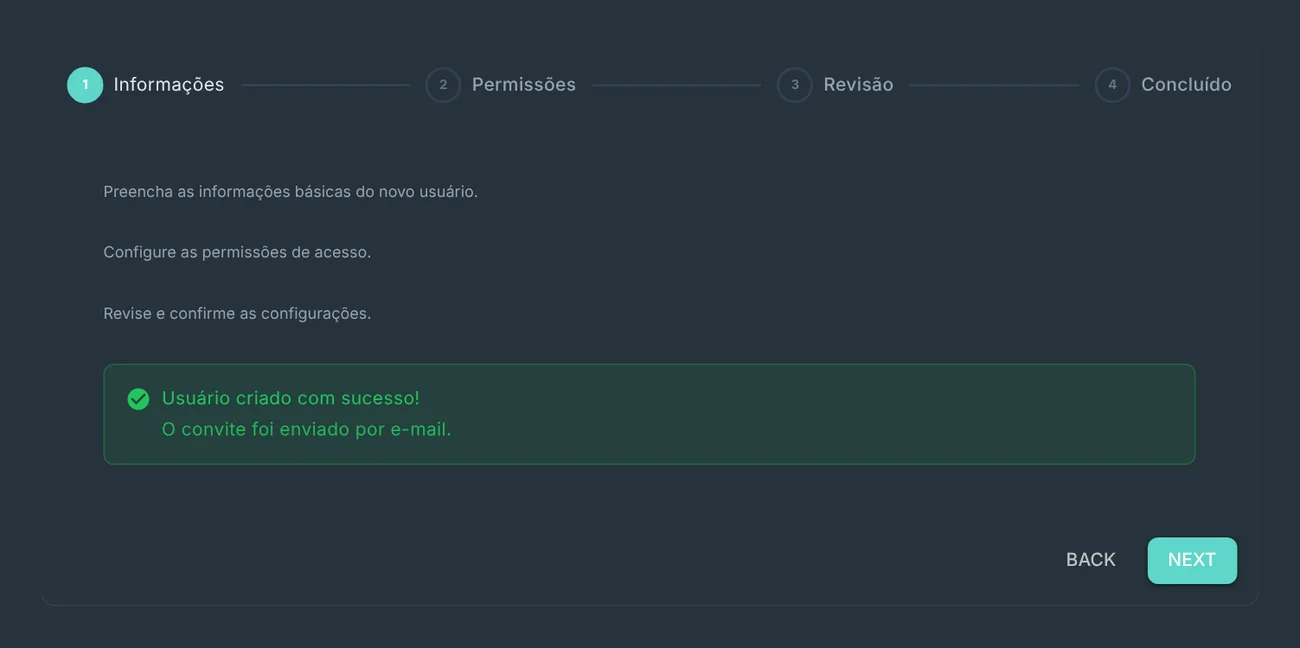 1 Informações 2 Permissões 3 Revisão 4 Concluído
Preencha as informações básicas do novo usuário.
Configure as permissões de acesso.
Revise e confirme as configurações.
Usuário criado com sucesso!
O convite foi enviado por e-mail.
BACK NEXT